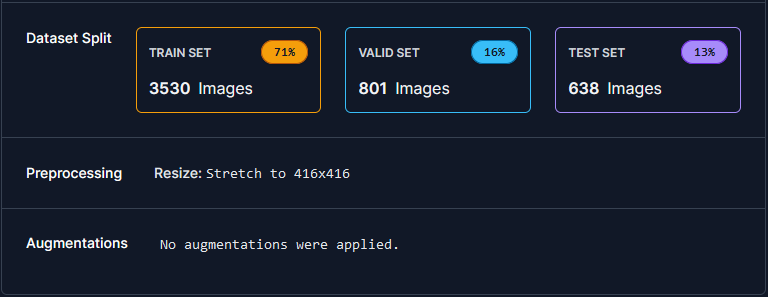 Dataset Split
TRAIN SET 71%
3530 Images
VALID SET 16%
801 Images
TEST SET 13%
638 Images
Preprocessing Resize: Stretch to 416x416
Augmentations No augmentations were applied.